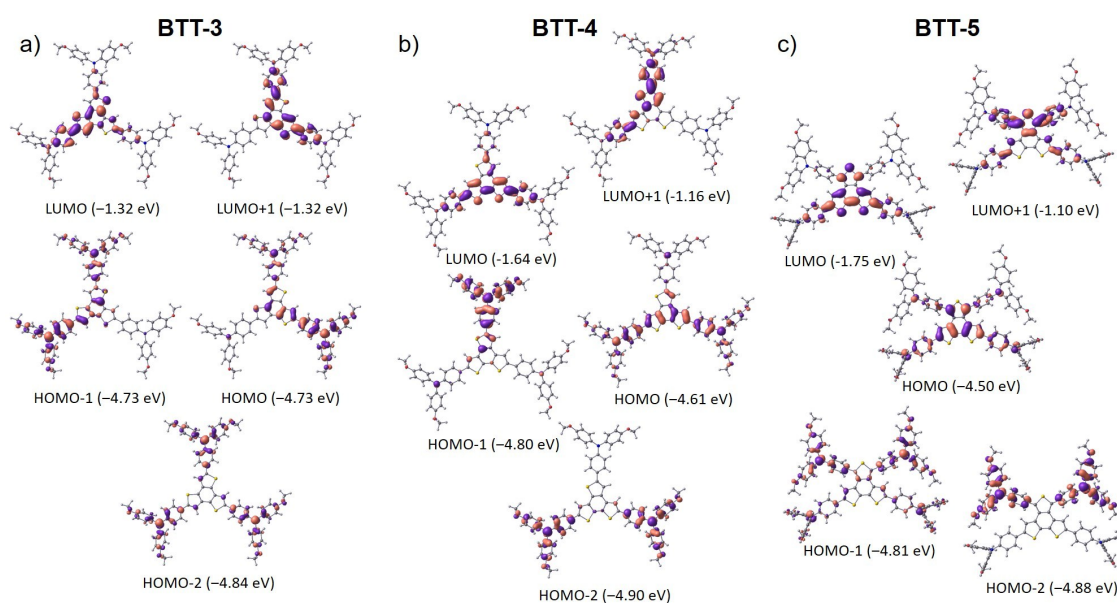 BTT-3
a)
LUMO (−1.32 eV)
LUMO+1 (−1.32 eV)
HOMO-1 (−4.73 eV)
HOMO (−4.73 eV)
HOMO-2 (−4.84 eV)
BTT-4
b)
LUMO+1 (-1.16 eV)
LUMO (-1.64 eV)
HOMO (−4.61 eV)
HOMO-1 (−4.80 eV)
HOMO-2 (−4.90 eV)
BTT-5
c)
LUMO+1 (-1.10 eV)
LUMO (-1.75 eV)
HOMO (−4.50 eV)
HOMO-1 (−4.81 eV)
HOMO-2 (−4.88 eV)